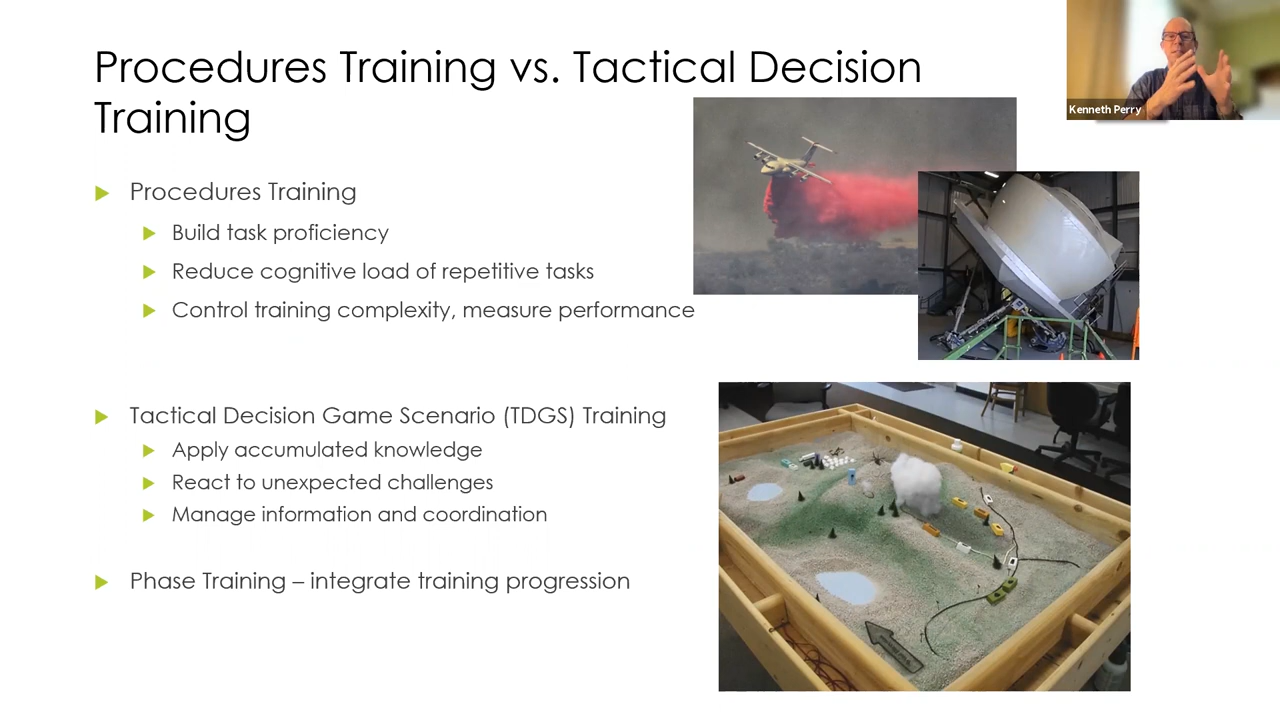 Procedures Training vs. Tactical Decision
Training
Kenneth Perry
Procedures Training
Build task proficiency
Reduce cognitive load of repetitive tasks
Control training complexity, measure performance
Tactical Decision Game Scenario (TDGS) Training
Apply accumulated knowledge
React to unexpected challenges
Manage information and coordination
Phase Training – integrate training progression